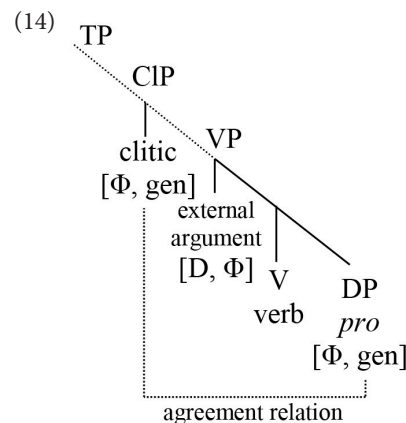 (14)
TP
ClP
VP
clitic
[Φ, gen]
external
argument
[D, Φ]
V
verb
DP
pro
[Φ, gen]
agreement relation